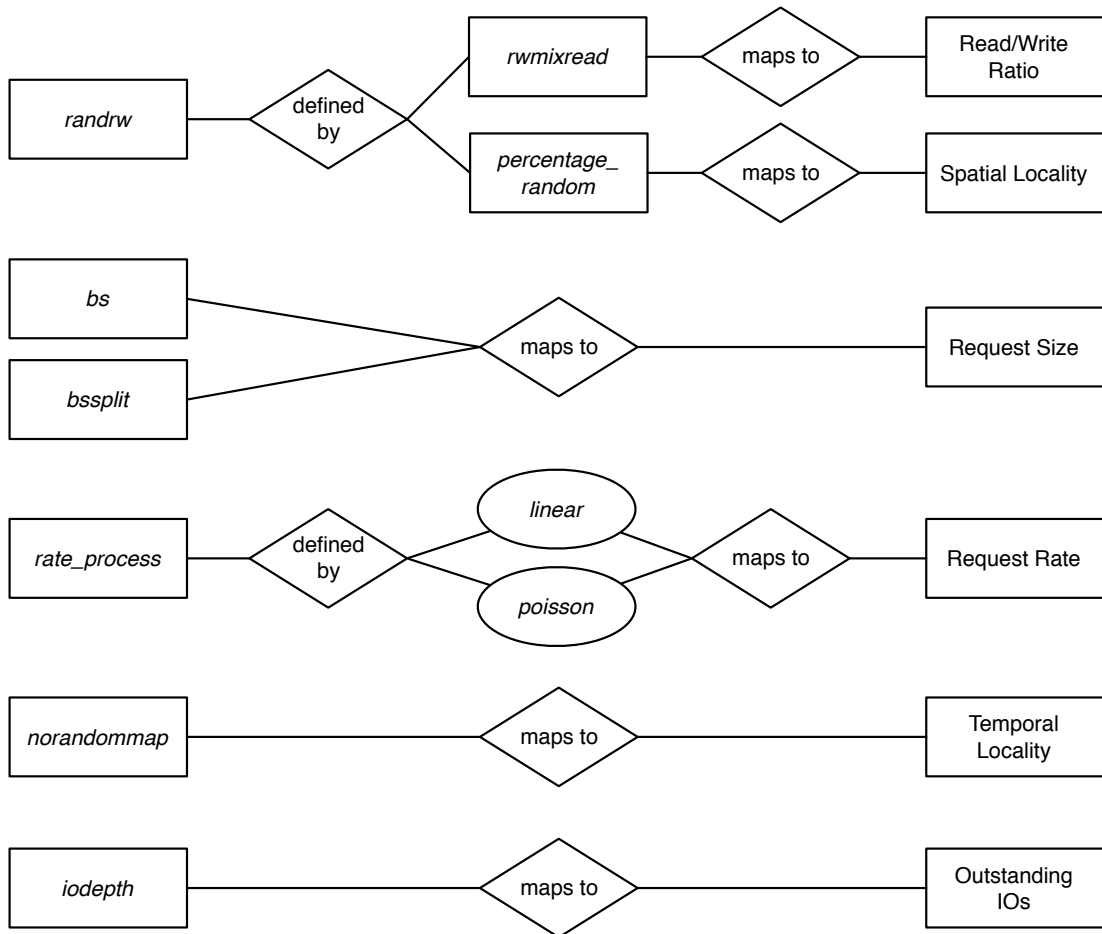 randrw
defined
by
rwmixread
maps to
Read/Write
Ratio
percentage_
random
maps to
Spatial Locality
bs
bssplit
maps to
Request Size
rate_process
defined
by
linear
poisson
maps to
Request Rate
norandommap
maps to
Temporal
Locality
iodepth
maps to
Outstanding
IOs